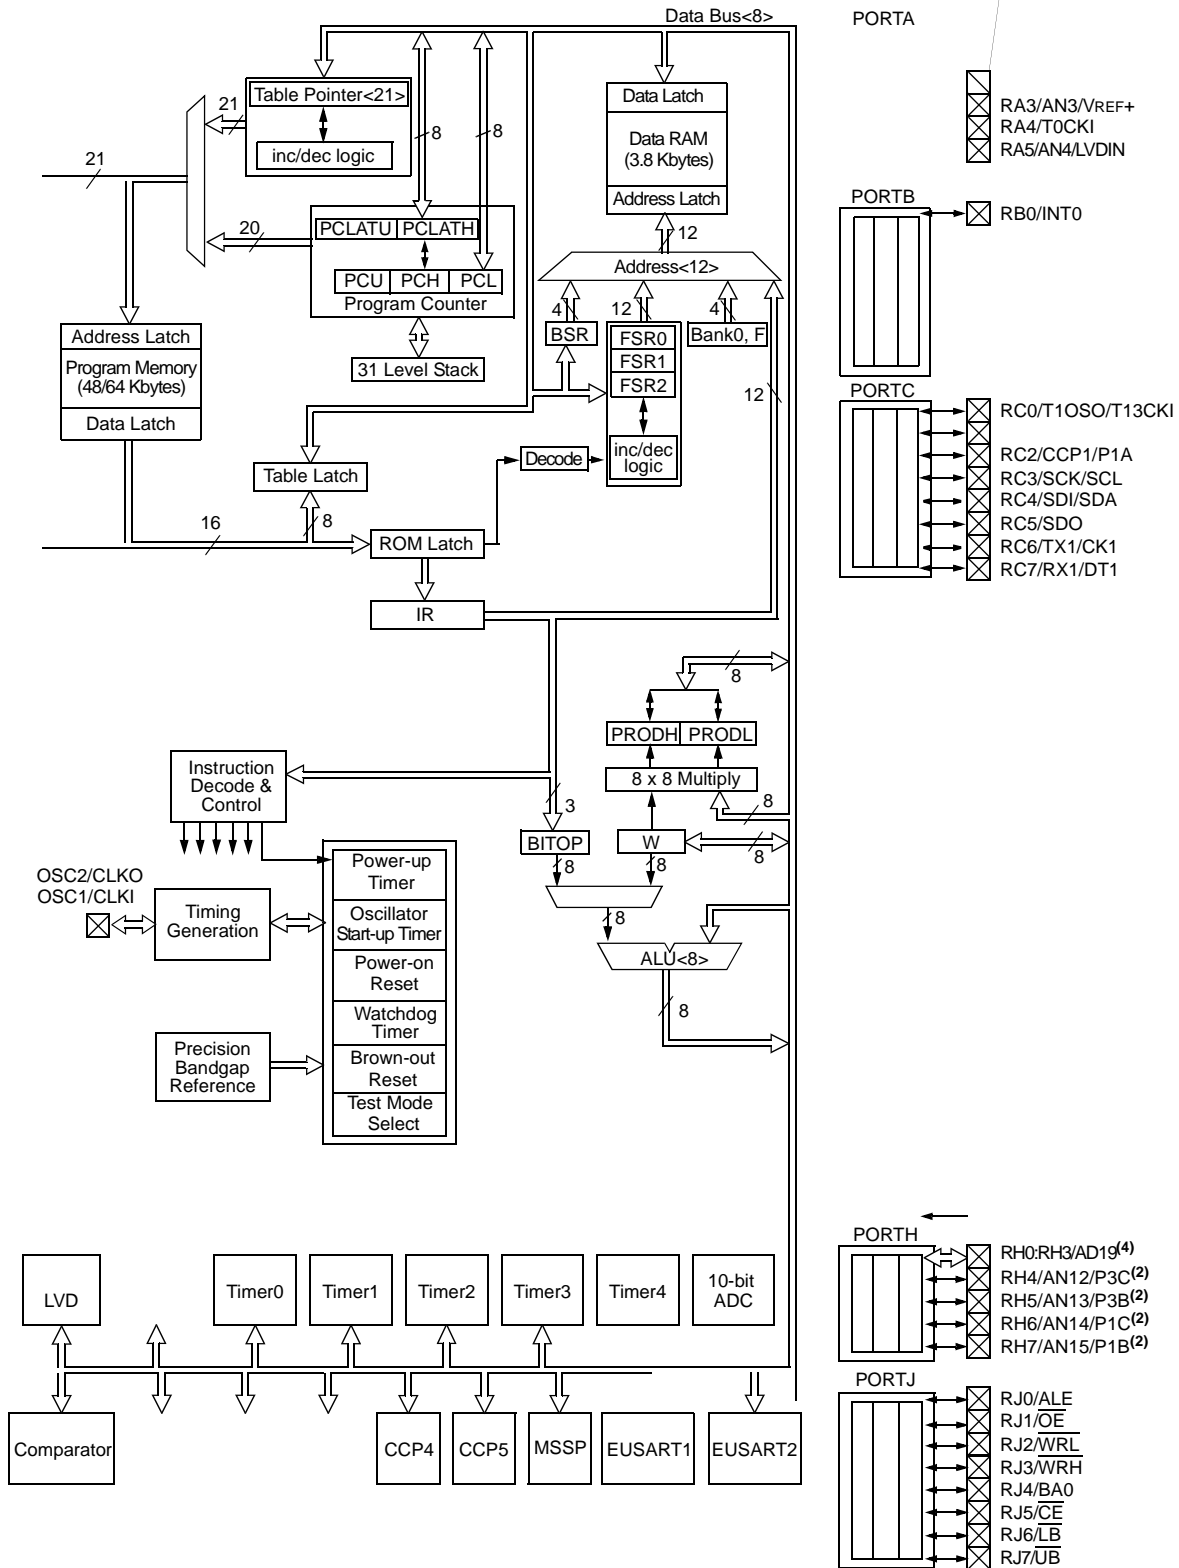 Data Bus<8>
PORTA
Table Pointer<21>
21
inc/dec logic
21
8
8
Data Latch
Data RAM
(3.8 Kbytes)
Address Latch
RA3/AN3/VREF+
RA4/T0CKI
RA5/AN4/LVDIN
PORTB
RB0/INT0
20
PCLATU PCLATH
PCU PCH PCL
Program Counter
12
Address<12>
4
12
4
BSR
FSR0
FSR1
FSR2
Bank0, F
inc/dec
logic
12
31 Level Stack
Address Latch
Program Memory
(48/64 Kbytes)
Data Latch
PORTC
RC0/T1OSO/T13CKI
RC2/CCP1/P1A
RC3/SCK/SCL
RC4/SDI/SDA
RC5/SDO
RC6/TX1/CK1
RC7/RX1/DT1
Table Latch
Decode
16
8
ROM Latch
IR
8
PRODH PRODL
8 x 8 Multiply
Instruction
Decode &
Control
3
8
BITOP
W
8
8
8
8
ALU<8>
8
OSC2/CLKO
OSC1/CLKI
Timing
Generation
Power-up
Timer
Oscillator
Start-up Timer
Power-on
Reset
Watchdog
Timer
Brown-out
Reset
Test Mode
Select
Precision
Bandgap
Reference
PORTH
RH0:RH3/AD19(4)
RH4/AN12/P3C(2)
RH5/AN13/P3B(2)
RH6/AN14/P1C(2)
RH7/AN15/P1B(2)
LVD
Timer0
Timer1
Timer2
Timer3
Timer4
10-bit
ADC
PORTJ
RJ0/ALE
RJ1/OE
RJ2/WRL
RJ3/WRH
RJ4/BA0
RJ5/CE
RJ6/LB
RJ7/UB
Comparator
CCP4
CCP5
MSSP
EUSART1
EUSART2